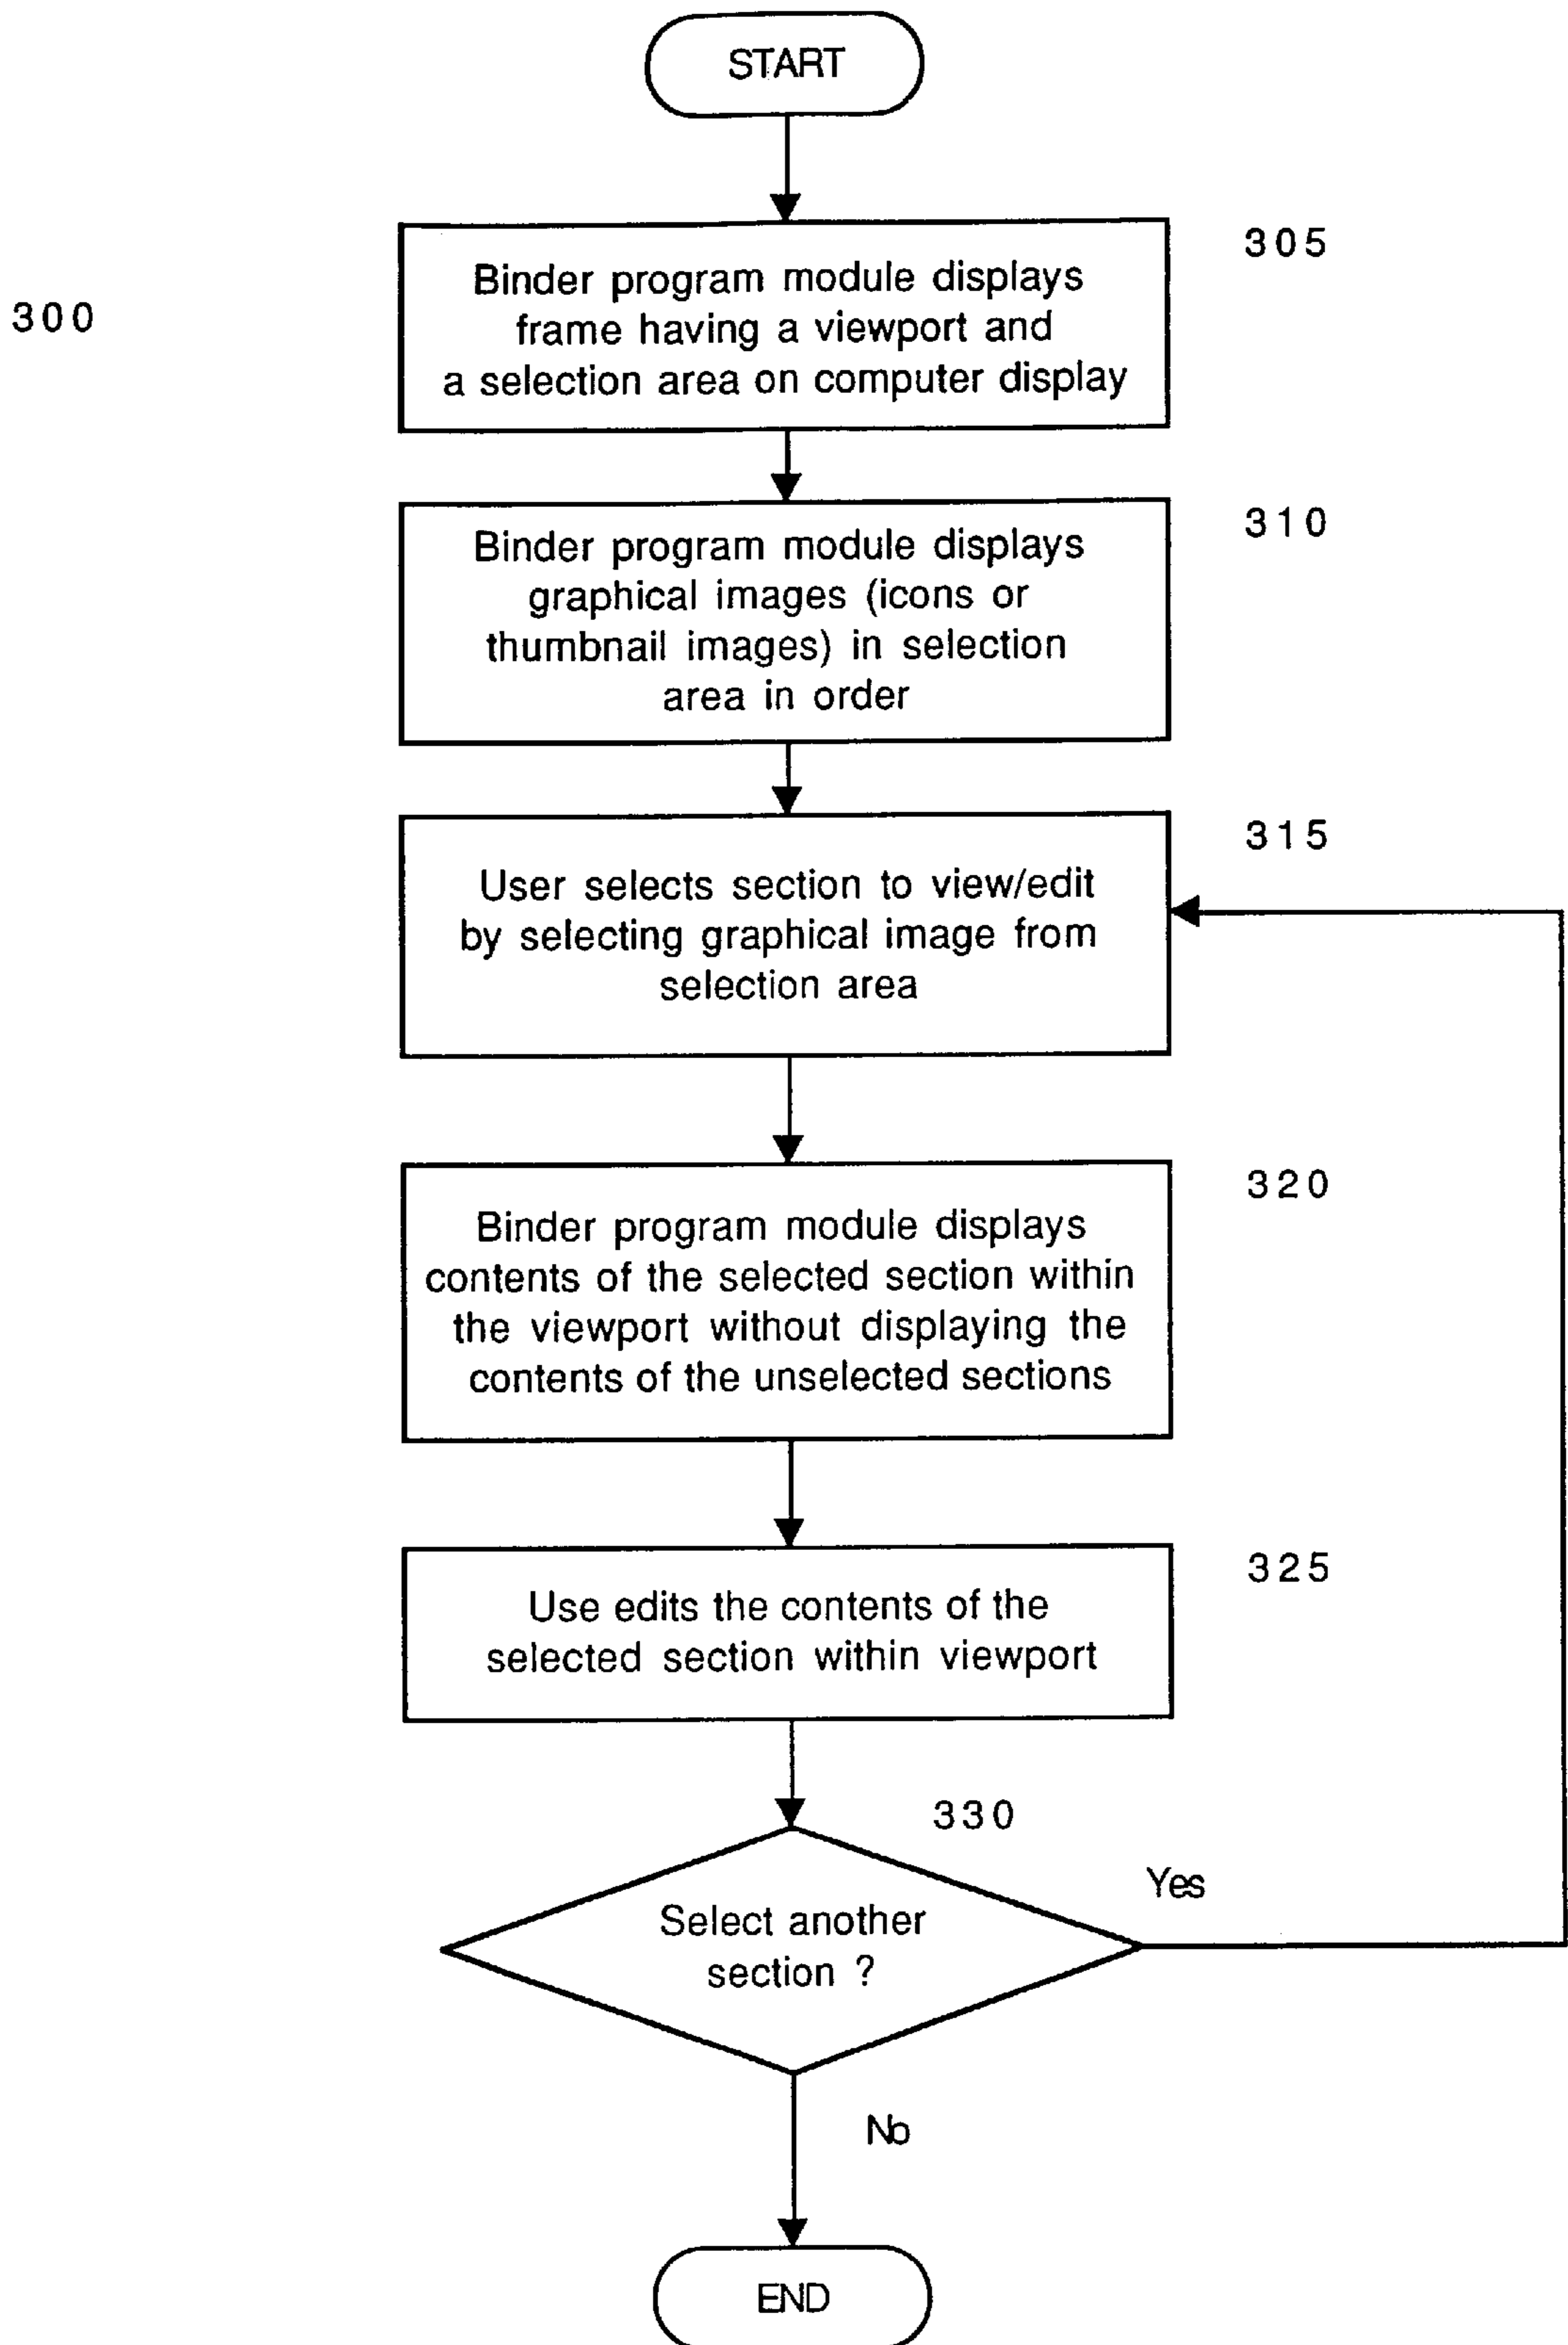 START
300
305
Binder program module displays
frame having a viewport and
a selection area on computer display
310
Binder program module displays
graphical images (icons or
thumbnail images) in selection
area in order
315
User selects section to view/edit
by selecting graphical image from
selection area
320
Binder program module displays
contents of the selected section within
the viewport without displaying the
contents of the unselected sections
325
Use edits the contents of the
selected section within viewport
330
Yes
Select another
section ?
No
END